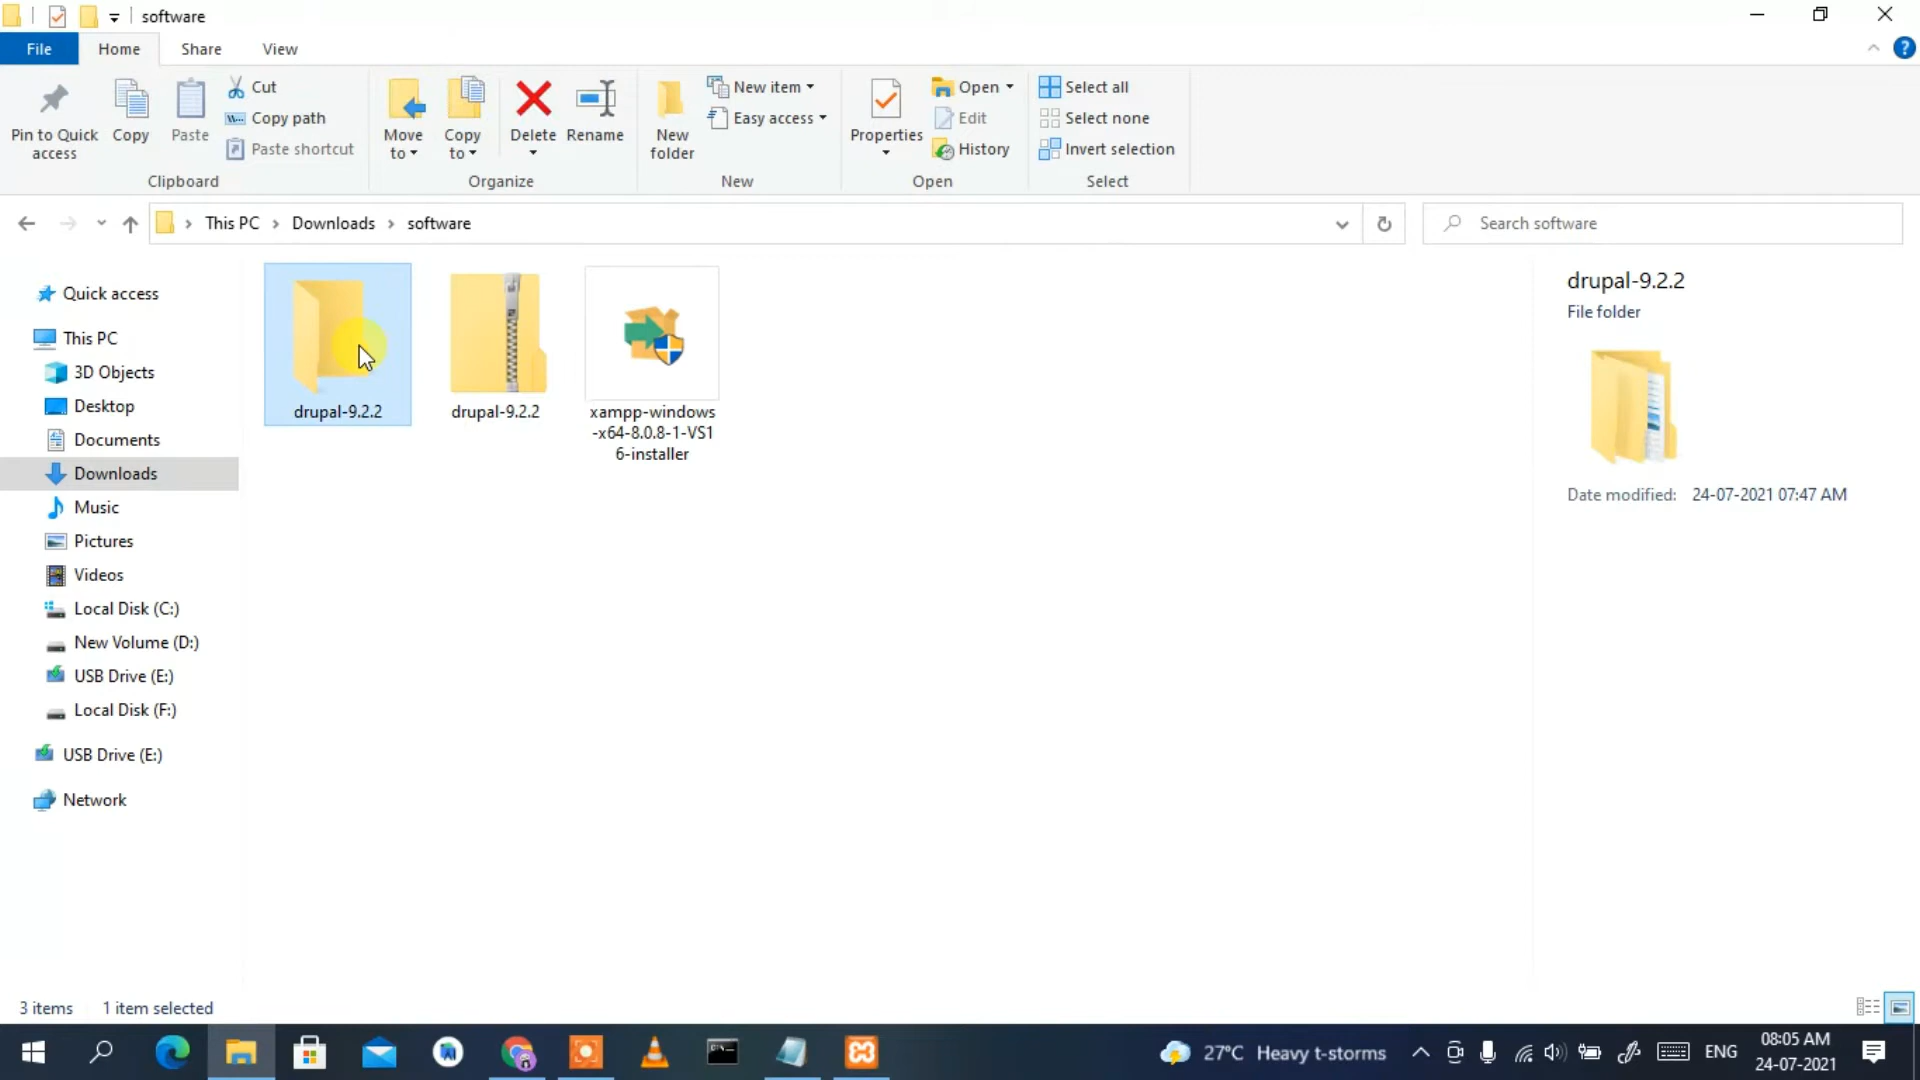 software
File
Home
Share
View
Pin to Quick
access
Copy
Paste
Cut
Copy path
Paste shortcut
Clipboard
Move
to
Copy
to
Delete
Rename
Organize
New
folder
New item
Easy access
New
Properties
Open
Edit
History
Open
Select all
Select none
Invert selection
Select
This PC
Downloads
software
Search software
Quick access
This PC
3D Objects
Desktop
Documents
Downloads
Music
Pictures
Videos
Local Disk (C:)
New Volume (D:)
USB Drive (E:)
Local Disk (F:)
USB Drive (E:)
Network
drupal-9.2.2
drupal-9.2.2
xampp-windows
-x64-8.0.8-1-VS1
6-installer
drupal-9.2.2
File folder
Date modified: 24-07-2021 07:47 AM
3 items 1 item selected
27°C Heavy t-storms
ENG
08:05 AM
24-07-2021